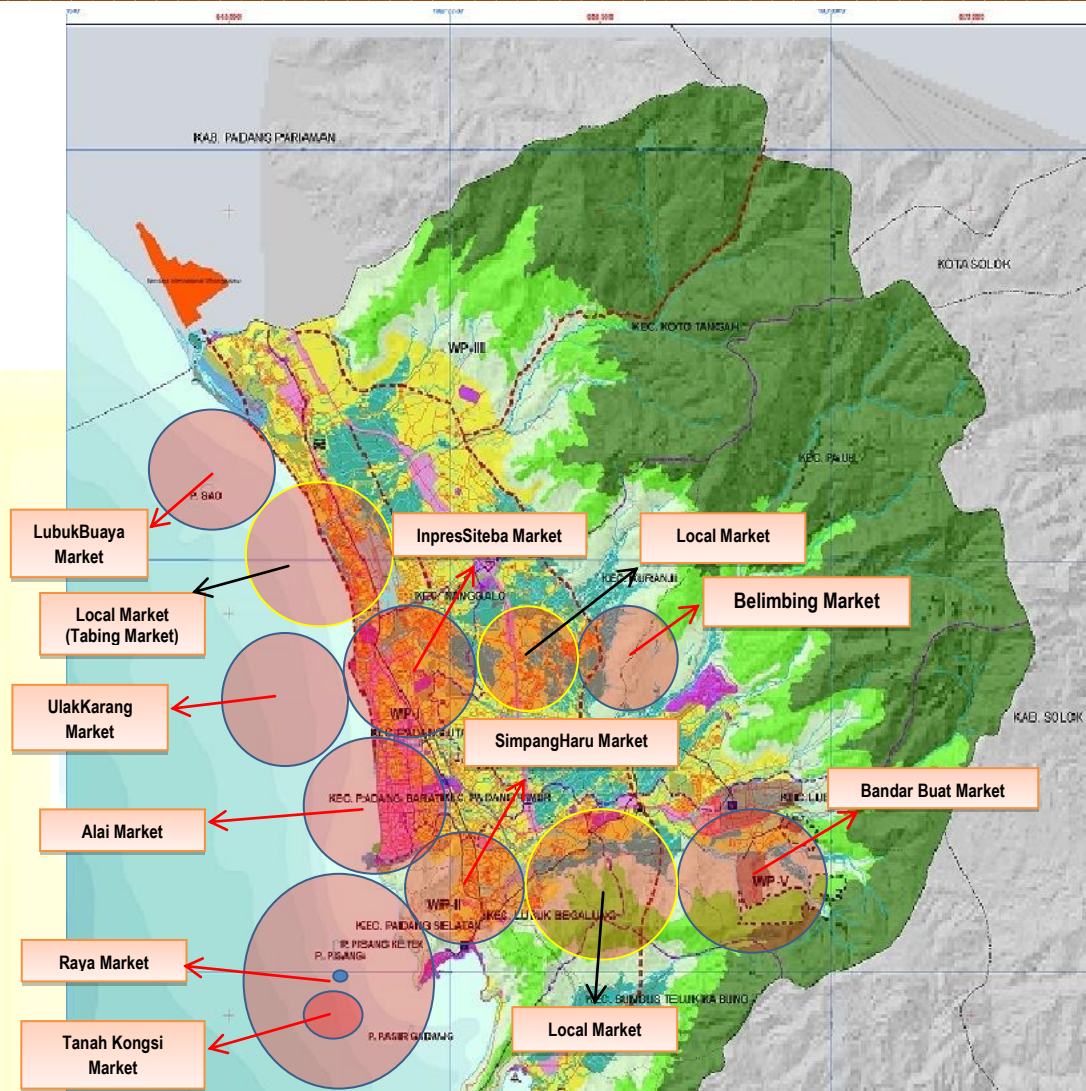 KAB. PADANG PARIAMAN
KOTA SOLOK
KEC. KOTO TANGAH
WP-III
KEC. PAUH
P. SAO
LubukBuaya
Market
InpresSiteba Market
Local Market
KEC. KURANJI
KEC. NANGGALO
Belimbing Market
Local Market
(Tabing Market)
UlakKarang
Market
WP-I
KAB. SOLOK
SimpangHaru Market
Bandar Buat Market
KEC. PADANG BARAT
KEC. PADANG TIMUR
Alai Market
WP-V
WP-II
KEC. LUBUK BEGALUNG
KEC. PADANG SELATAN
P. PISANG KETEK
P. PISANG
Raya Market
KEC. BUNGUS TELUK KABUNG
Local Market
P. PASIR GADANG
Tanah Kongsi
Market